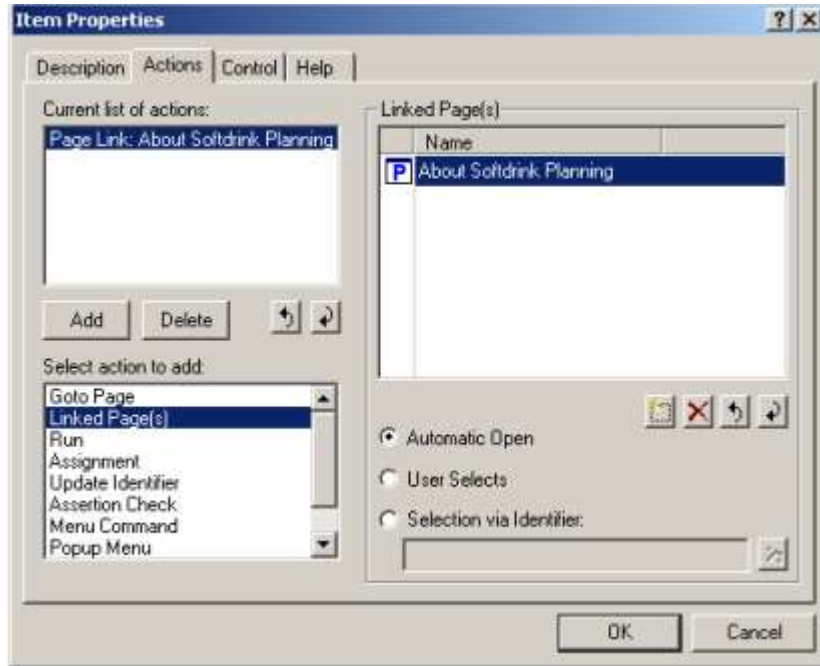 Item Properties
Description Actions Control Help
Current list of actions:
Page Link: About Softdrink Planning
Add Delete
Select action to add:
Goto Page
Linked Page(s)
Run
Assignment
Update Identifier
Assertion Check
Menu Command
Popup Menu
Linked Page(s)
Name
P About Softdrink Planning
Automatic Open
User Selects
Selection via Identifier:
OK Cancel